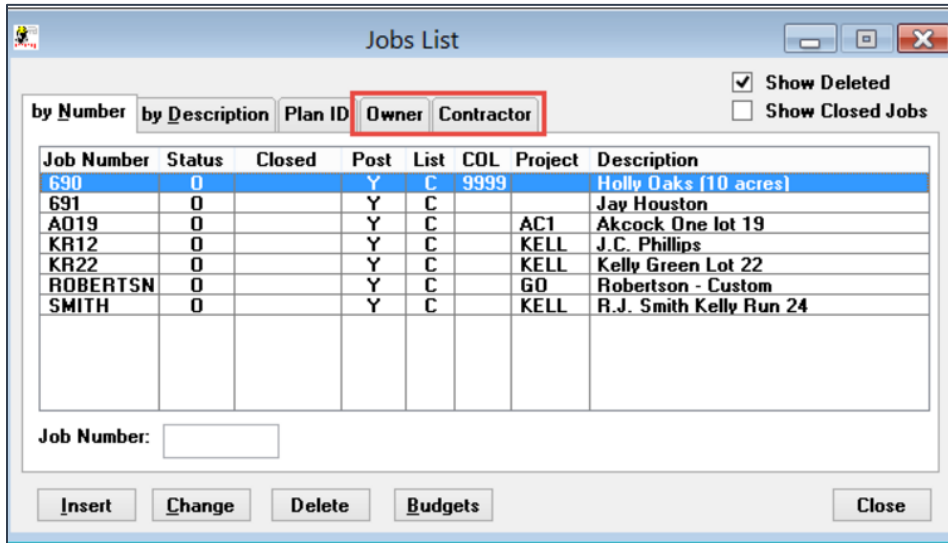 Jobs List
Show Deleted
Show Closed Jobs
by Number by Description Plan ID Owner Contractor
Job Number Status Closed Post List COL Project Description
690 O Y C 9999 Holly Oaks (10 acres)
691 O Y C Jay Houston
AO19 O Y C AC1 Akcock One lot 19
KR12 O Y C KELL J.C. Phillips
KR22 O Y C KELL Kelly Green Lot 22
ROBERTSN O Y C GO Robertson - Custom
SMITH O Y C KELL R.J. Smith Kelly Run 24
Job Number:
Insert Change Delete Budgets Close